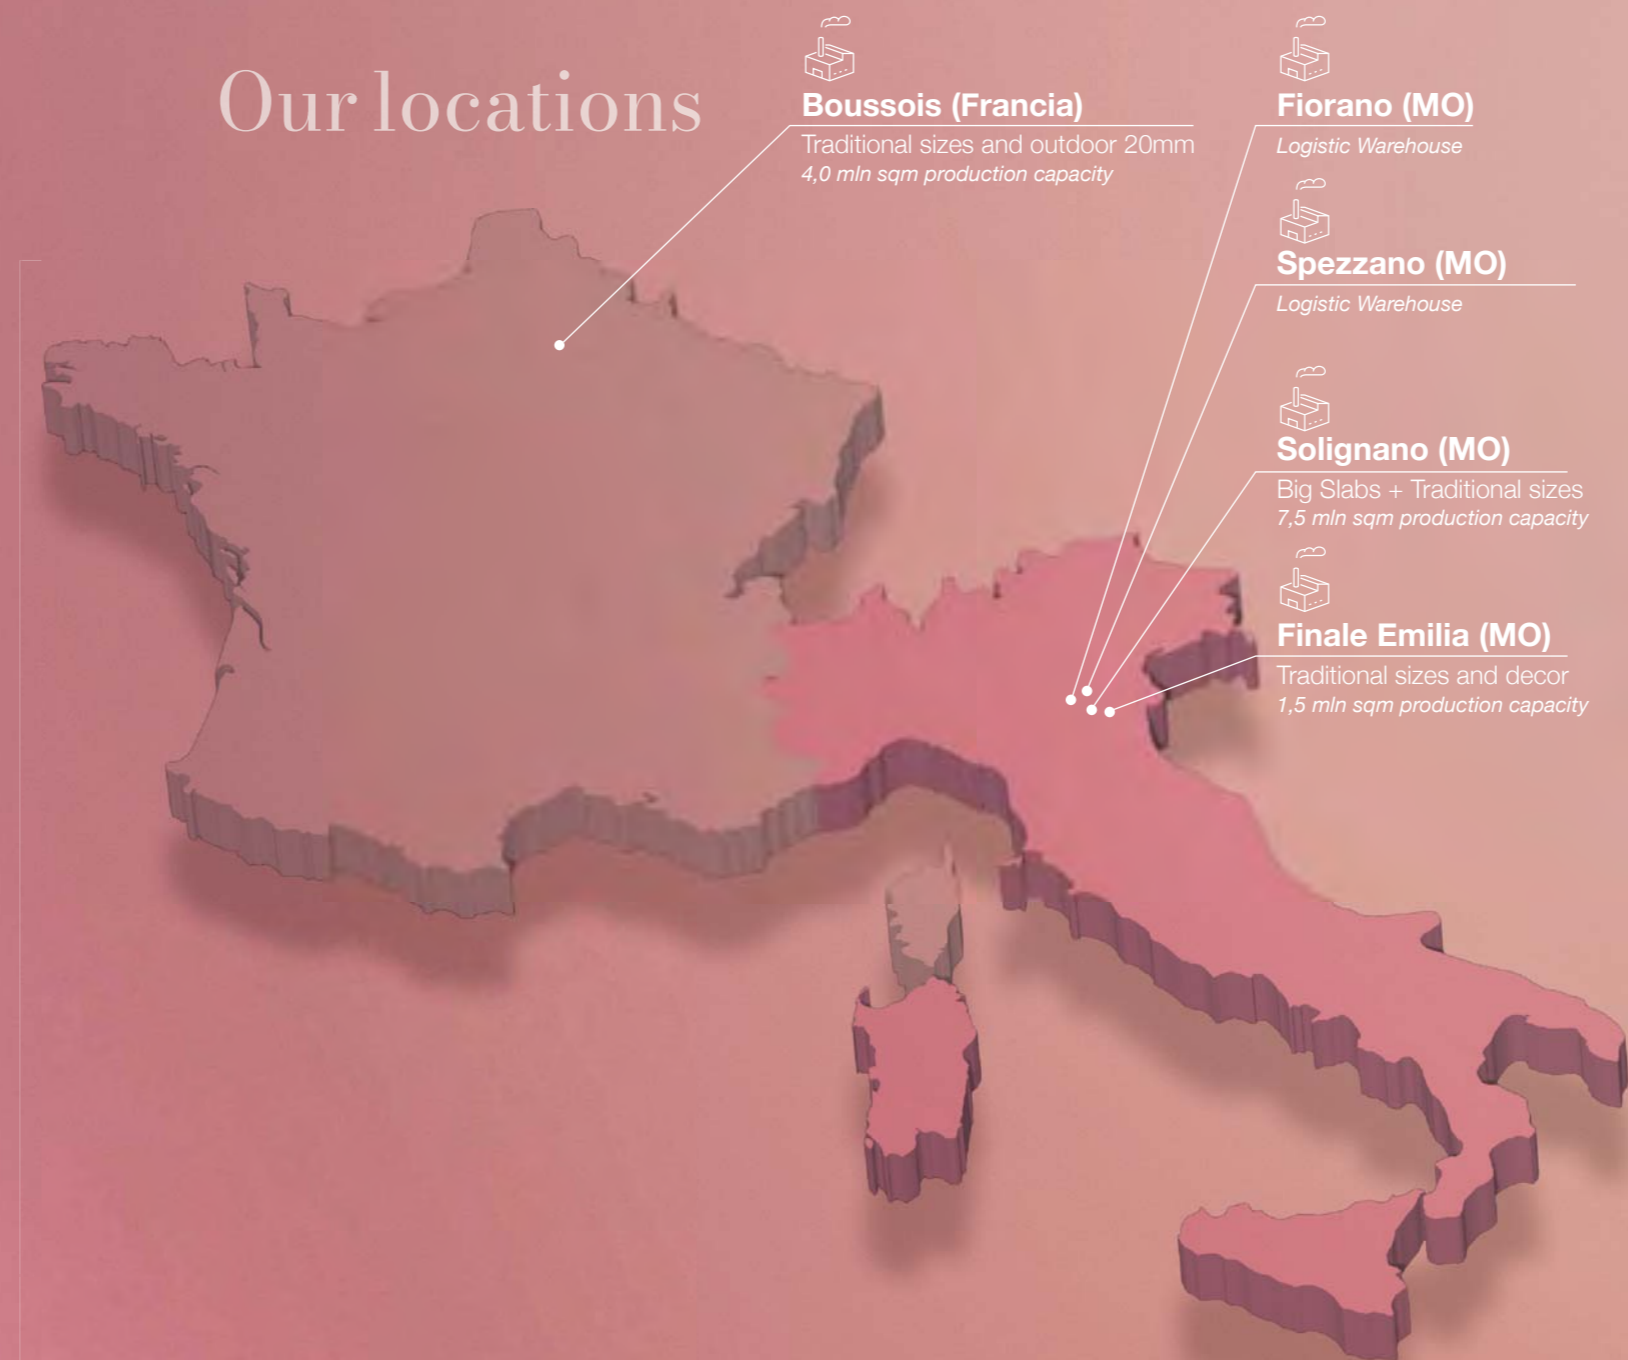 Our locations
Boussois (Francia)
Traditional sizes and outdoor 20mm
4,0 mln sqm production capacity
Fiorano (MO)
Logistic Warehouse
Spezzano (MO)
Logistic Warehouse
Solignano (MO)
Big Slabs + Traditional sizes
7,5 mln sqm production capacity
Finale Emilia (MO)
Traditional sizes and decor
1,5 mln sqm production capacity